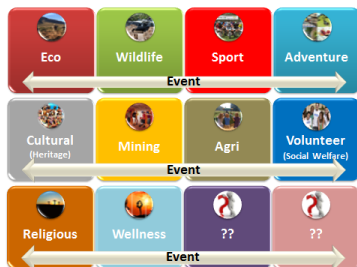 Eco Wildlife Sport Adventure
Event
Cultural Mining Agri Volunteer
(Heritage) (Social Welfare)
Event
Religious Wellness ?? ??
Event